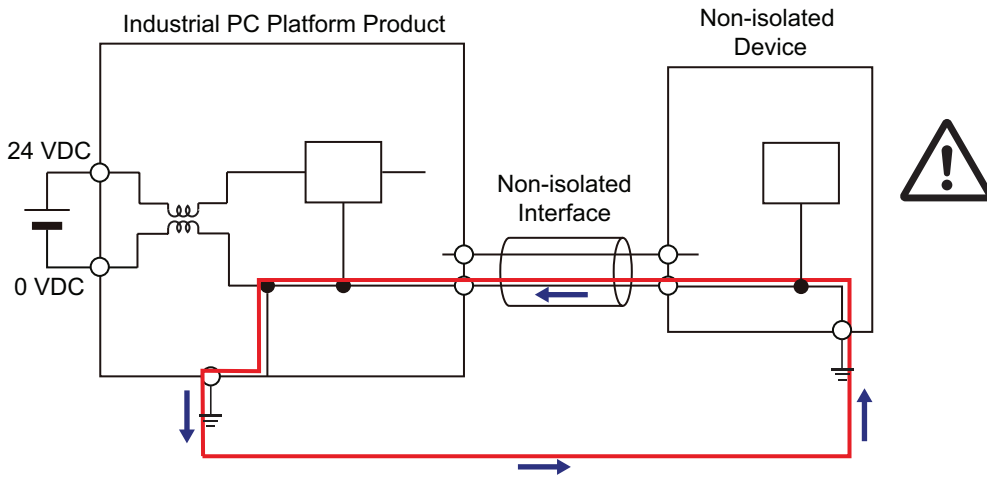 Industrial PC Platform Product
Non-isolated
Device
24 VDC
Non-isolated
Interface
0 VDC